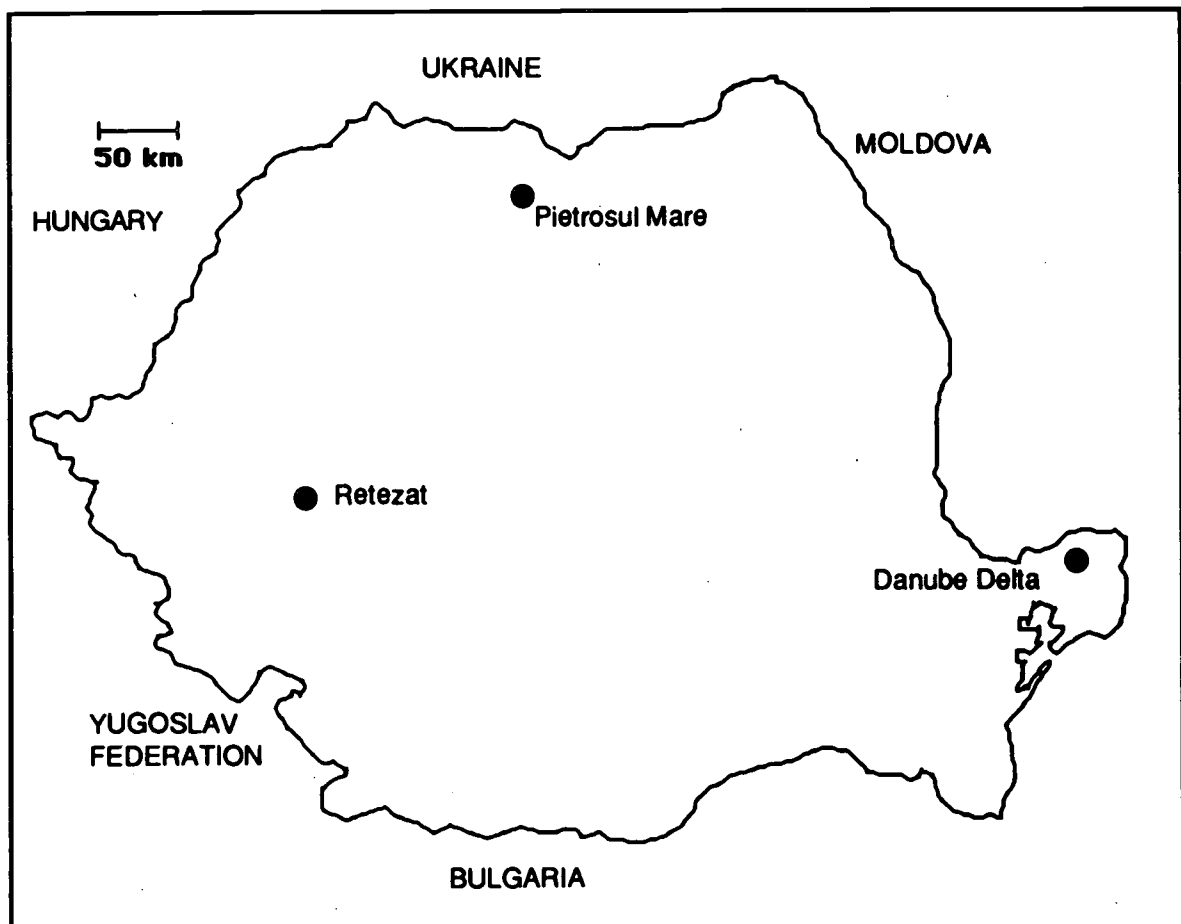 UKRAINE
50 km
MOLDOVA
HUNGARY
Pietrosul Mare
Retezat
Danube Delta
YUGOSLAV
FEDERATION
BULGARIA